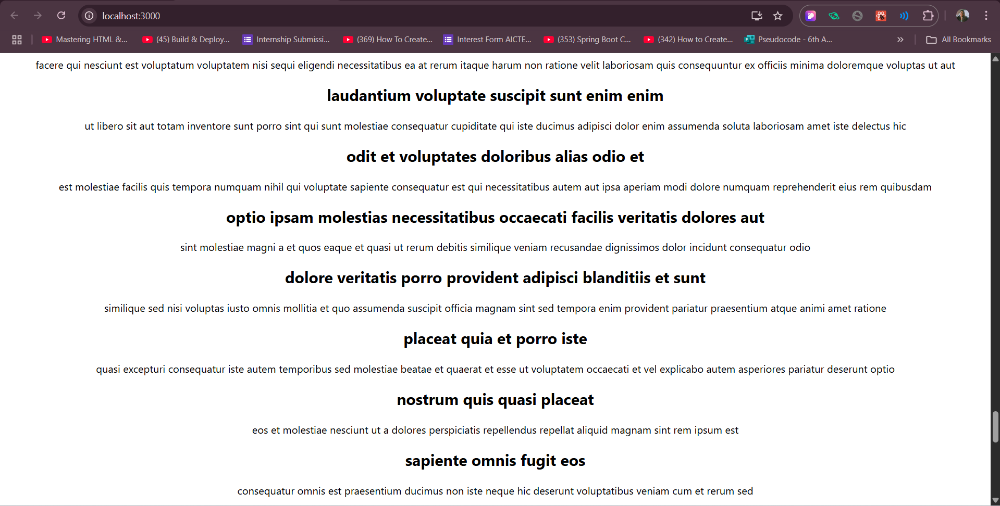 localhost:3000
Mastering HTML &... (45) Build & Deploy... Internship Submissi... (369) How To Create... Interest Form AICTE... (353) Spring Boot C... (342) How to Create... Pseudocode - 6th A... » All Bookmarks
facere qui nesciunt est voluptatum voluptatem nisi sequi eligendi necessitatibus ea at rerum itaque harum non ratione velit laboriosam quis consequuntur ex officiis minima doloremque voluptas ut aut
laudantium voluptate suscipit sunt enim enim
ut libero sit aut totam inventore sunt porro sint qui sunt molestiae consequatur cupiditate qui iste ducimus adipisci dolor enim assumenda soluta laboriosam amet iste delectus hic
odit et voluptates doloribus alias odio et
est molestiae facilis quis tempora numquam nihil qui voluptate sapiente consequatur est qui necessitatibus autem aut ipsa aperiam modi dolore numquam reprehenderit eius rem quibusdam
optio ipsam molestias necessitatibus occaecati facilis veritatis dolores aut
sint molestiae magni a et quos eaque et quasi ut rerum debitis similique veniam recusandae dignissimos dolor incidunt consequatur odio
dolore veritatis porro provident adipisci blanditiis et sunt
similique sed nisi voluptas iusto omnis mollitia et quo assumenda suscipit officia magnam sint sed tempora enim provident pariatur praesentium atque animi amet ratione
placeat quia et porro iste
quasi excepturi consequatur iste autem temporibus sed molestiae beatae et quaerat et esse ut voluptatem occaecati et vel explicabo autem asperiores pariatur deserunt optio
nostrum quis quasi placeat
eos et molestiae nesciunt ut a dolores perspiciatis repellendus repellat aliquid magnam sint rem ipsum est
sapiente omnis fugit eos
consequatur omnis est praesentium ducimus non iste neque hic deserunt voluptatibus veniam cum et rerum sed